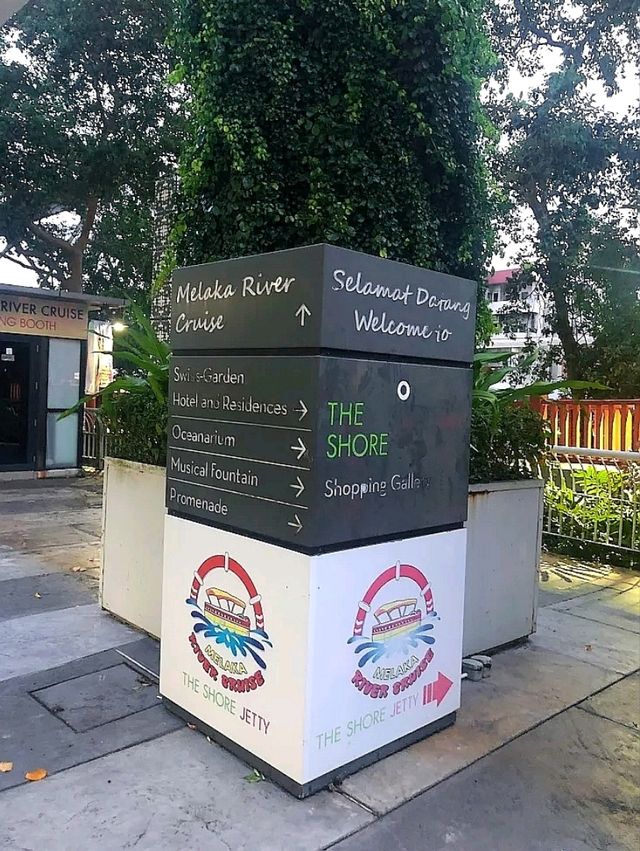 RIVER CRUISE
NG BOOTH
Melaka River
Cruise ↑
Selamat Datang
Welcome to
Swiss-Garden
Hotel and Residences →
Oceanarium →
Musical Fountain →
Promenade →
THE
SHORE
Shopping Galle
MELAKA
RIVER CRUISE
THE SHORE JETTY
MELAKA
RIVER CRUISE
THE SHORE JETTY